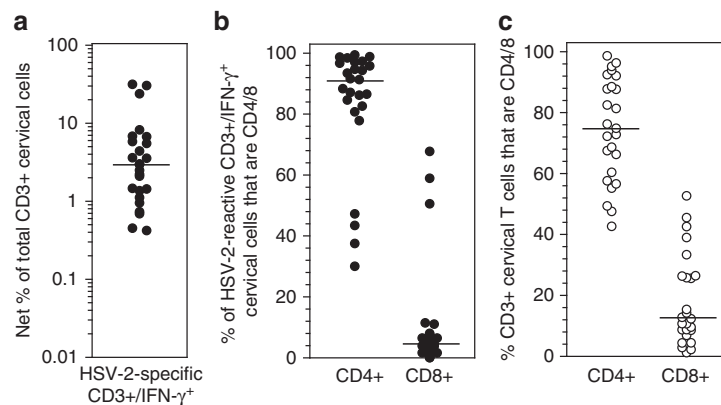 a
Net % of total CD3+ cervical cells
100
10
1
0.1
0.01
HSV-2-specific
CD3+/IFN-γ⁺
b
% of HSV-2-reactive CD3+/IFN-γ⁺
cervical cells that are CD4/8
100
80
60
40
20
0
CD4+ CD8+
c
% CD3+ cervical T cells that are CD4/8
100
80
60
40
20
0
CD4+ CD8+